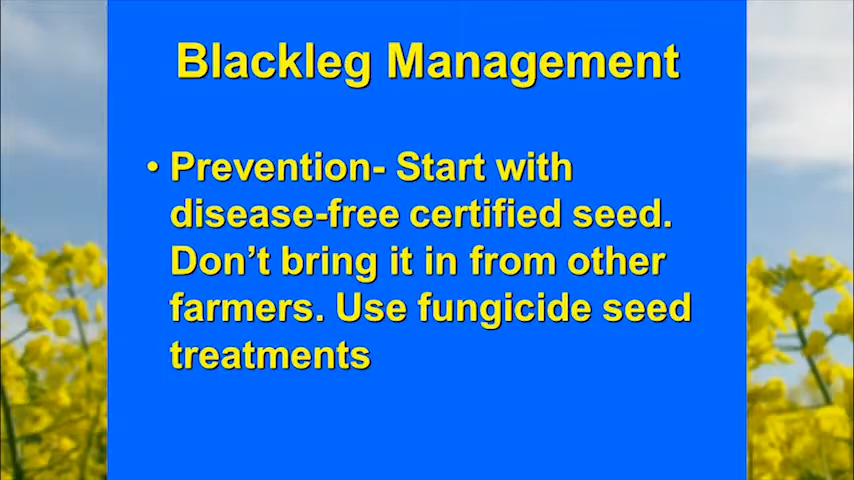 Blackleg Management
• Prevention- Start with
disease-free certified seed.
Don’t bring it in from other
farmers. Use fungicide seed
treatments